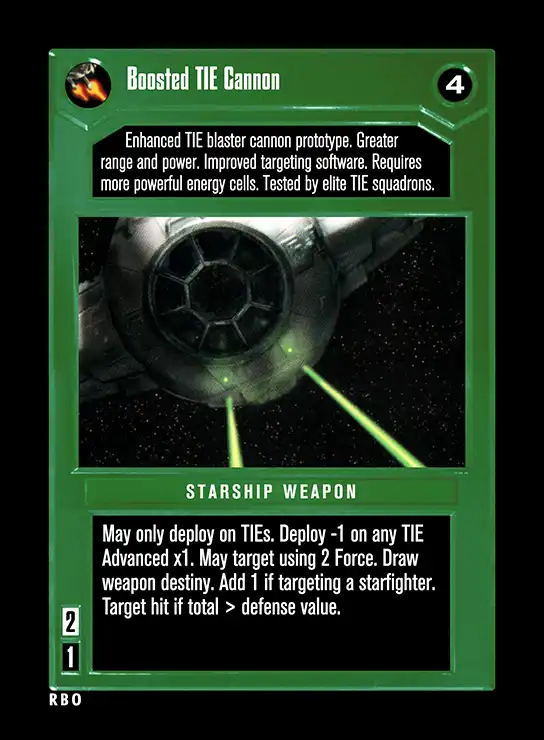 Boosted TIE Cannon
4
Enhanced TIE blaster cannon prototype. Greater
range and power. Improved targeting software. Requires
more powerful energy cells. Tested by elite TIE squadrons.
STARSHIP WEAPON
May only deploy on TIEs. Deploy -1 on any TIE
Advanced x1. May target using 2 Force. Draw
weapon destiny. Add 1 if targeting a starfighter.
Target hit if total > defense value.
2
1
RBO